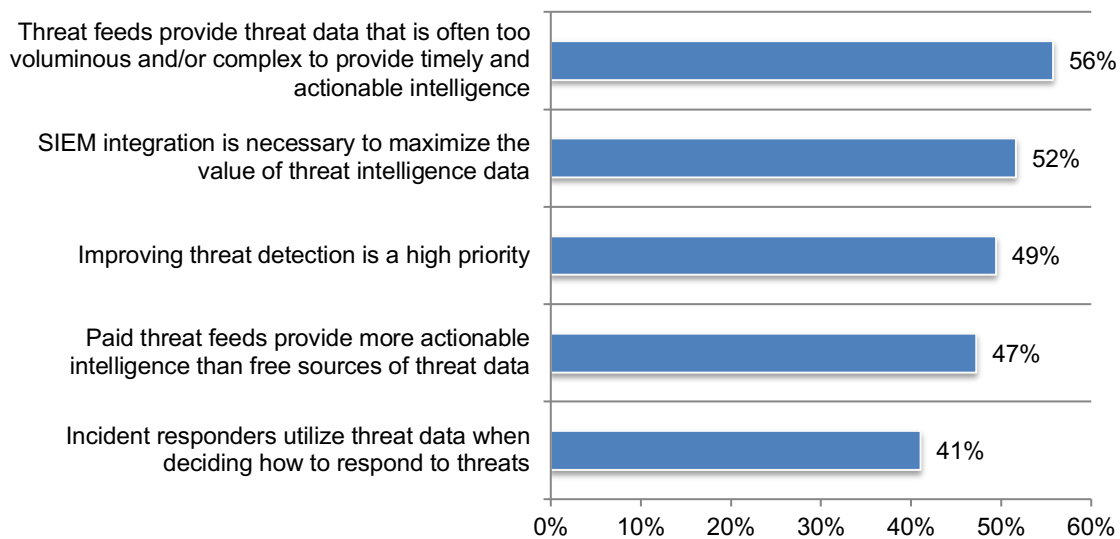 Threat feeds provide threat data that is often too
voluminous and/or complex to provide timely and
actionable intelligence
56%
SIEM integration is necessary to maximize the
value of threat intelligence data
52%
Improving threat detection is a high priority
49%
Paid threat feeds provide more actionable
intelligence than free sources of threat data
47%
Incident responders utilize threat data when
deciding how to respond to threats
41%
0% 10% 20% 30% 40% 50% 60%